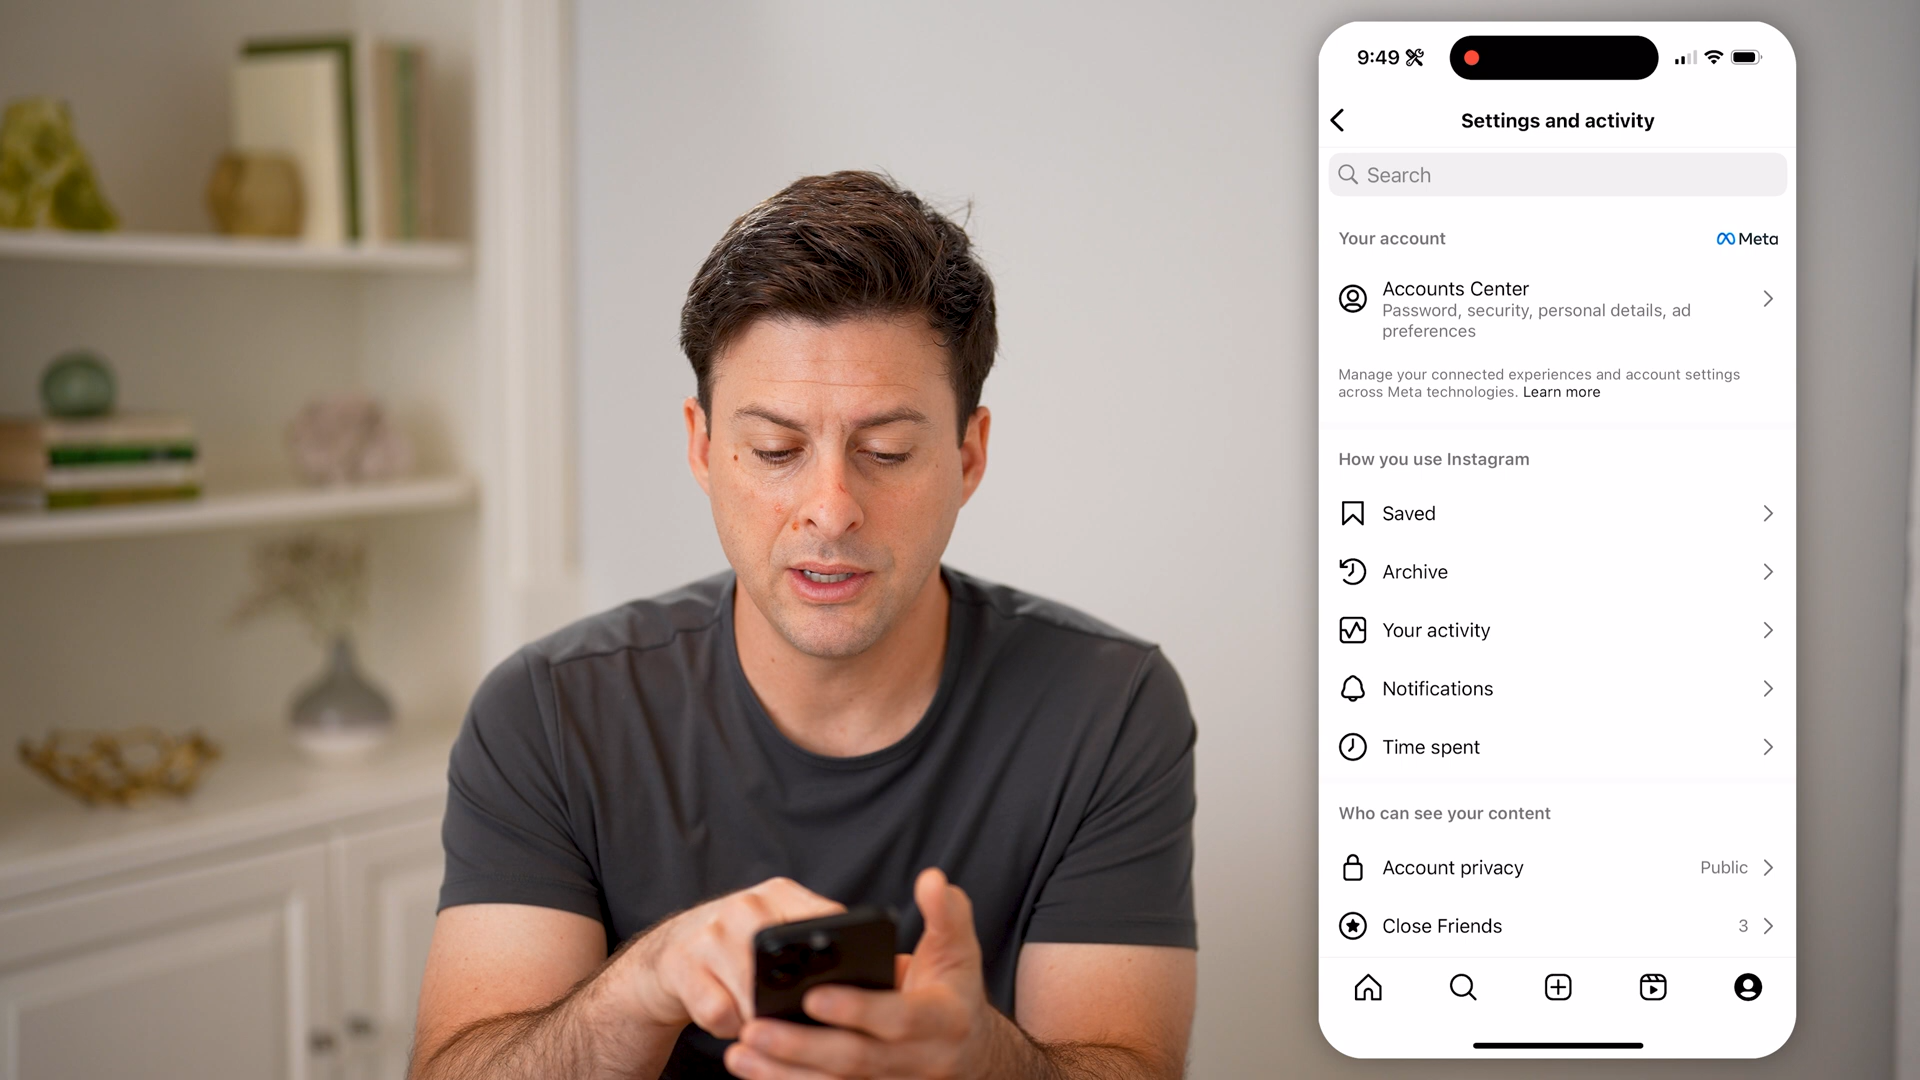 9:49
Settings and activity
Search
Your account
Meta
Accounts Center
Password, security, personal details, ad
preferences
Manage your connected experiences and account settings
across Meta technologies. Learn more
How you use Instagram
Saved
Archive
Your activity
Notifications
Time spent
Who can see your content
Account privacy
Public
Close Friends
3